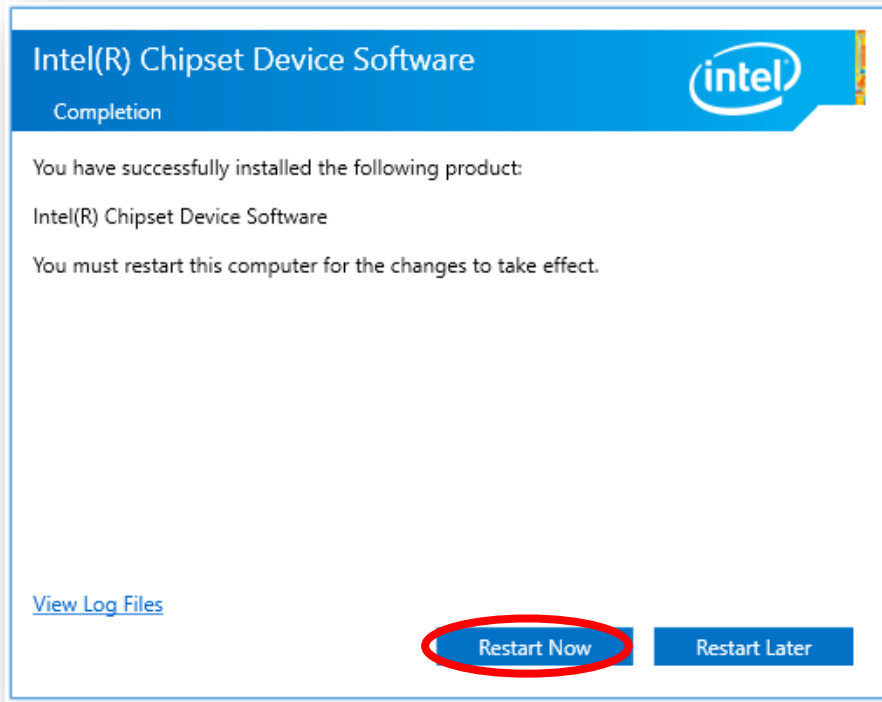 Intel(R) Chipset Device Software
intel
Completion
You have successfully installed the following product:
Intel(R) Chipset Device Software
You must restart this computer for the changes to take effect.
View Log Files
Restart Now
Restart Later